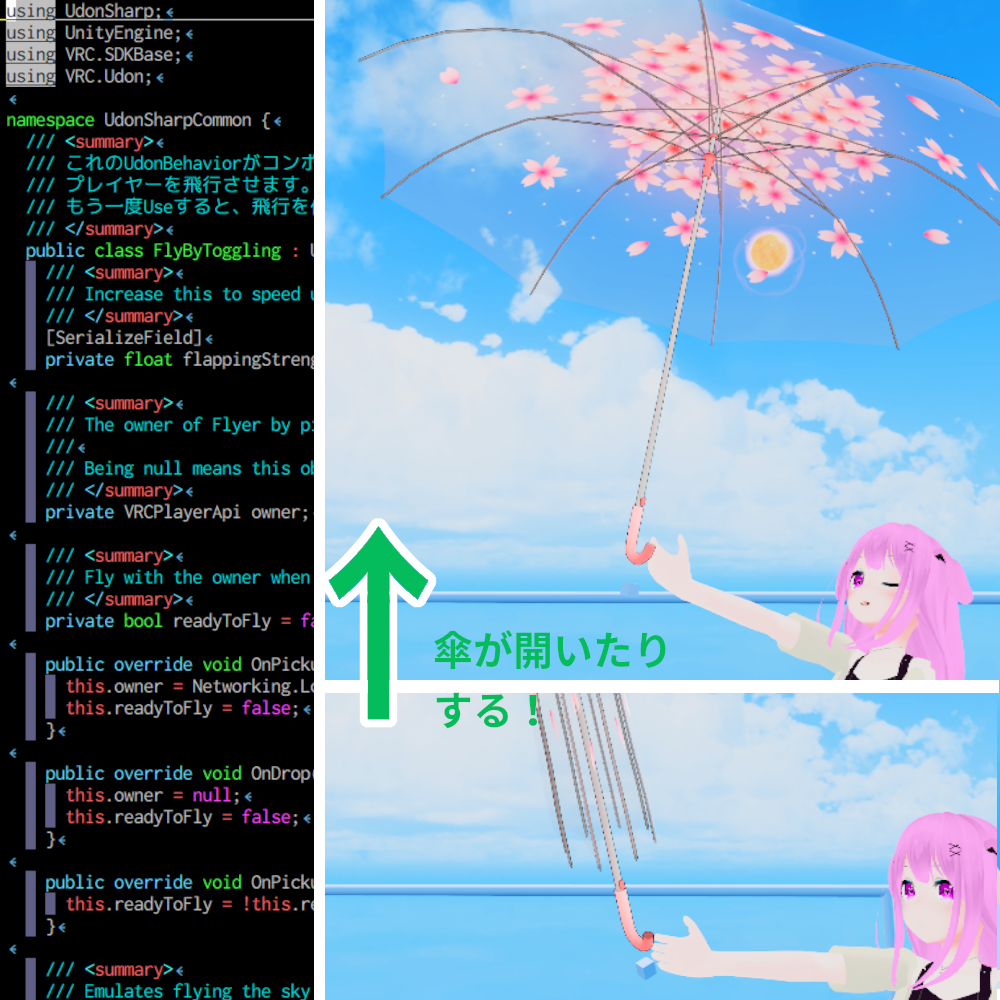 using UdonSharp;
using UnityEngine;
using VRC.SDKBase;
using VRC.Udon;
namespace UdonSharpCommon {
/// <summary>
/// これのUdonBehaviorがコンポ
/// プレイヤーを飛行させます。
/// もう一度Useすると、飛行を
/// </summary>
public class FlyByToggling :
/// <summary>
/// Increase this to speed
/// </summary>
[SerializeField]
private float flappingStreng
/// <summary>
/// The owner of Flyer by pi
///
/// Being null means this ob
/// </summary>
private VRCPlayerApi owner;
/// <summary>
/// Fly with the owner when
/// </summary>
private bool readyToFly = fa
public override void OnPicku
this.owner = Networking.Lo
this.readyToFly = false;
}
public override void OnDrop(
this.owner = null;
this.readyToFly = false;
}
public override void OnPicku
this.readyToFly = !this.re
}
/// <summary>
/// Emulates flying the sky
傘が開いたり
する！